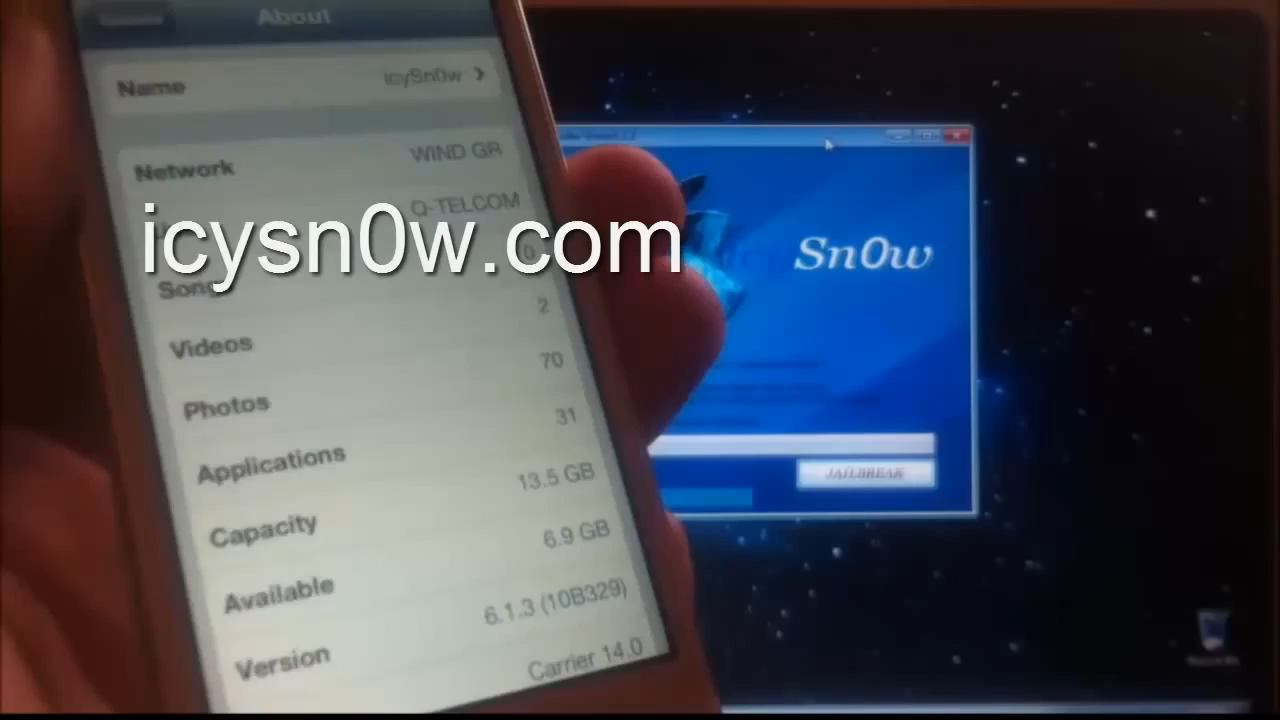 About
Name icySn0w
Network WIND GR
Q-TELCOM
icysn0w.com
Songs 0
Videos 2
Photos 70
Applications 31
Capacity 13.5 GB
Available 6.9 GB
Version 6.1.3 (10B329)
Carrier 14.0
Sn0w
JAILBREAK